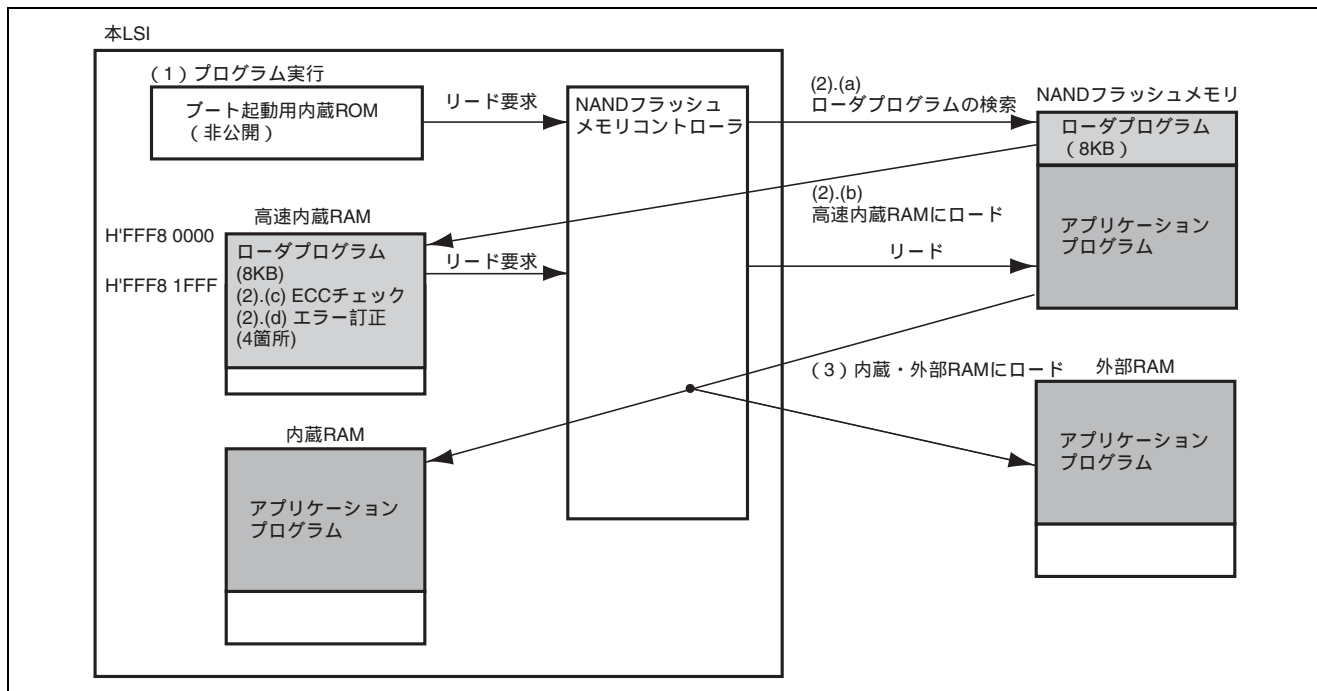 本LSI
（1）プログラム実行
ブート起動用内蔵ROM
（非公開）
リード要求
NANDフラッシュ
メモリコントローラ
(2).(a)
ローダプログラムの検索
NANDフラッシュメモリ
ローダプログラム
（8KB）
(2).(b)
高速内蔵RAMにロード
アプリケーション
プログラム
高速内蔵RAM
H'FFF8 0000
H'FFF8 1FFF
ローダプログラム
(8KB)
(2).(c) ECCチェック
(2).(d) エラー訂正
(4箇所)
リード要求
リード
（3）内蔵・外部RAMにロード
外部RAM
アプリケーション
プログラム
内蔵RAM
アプリケーション
プログラム